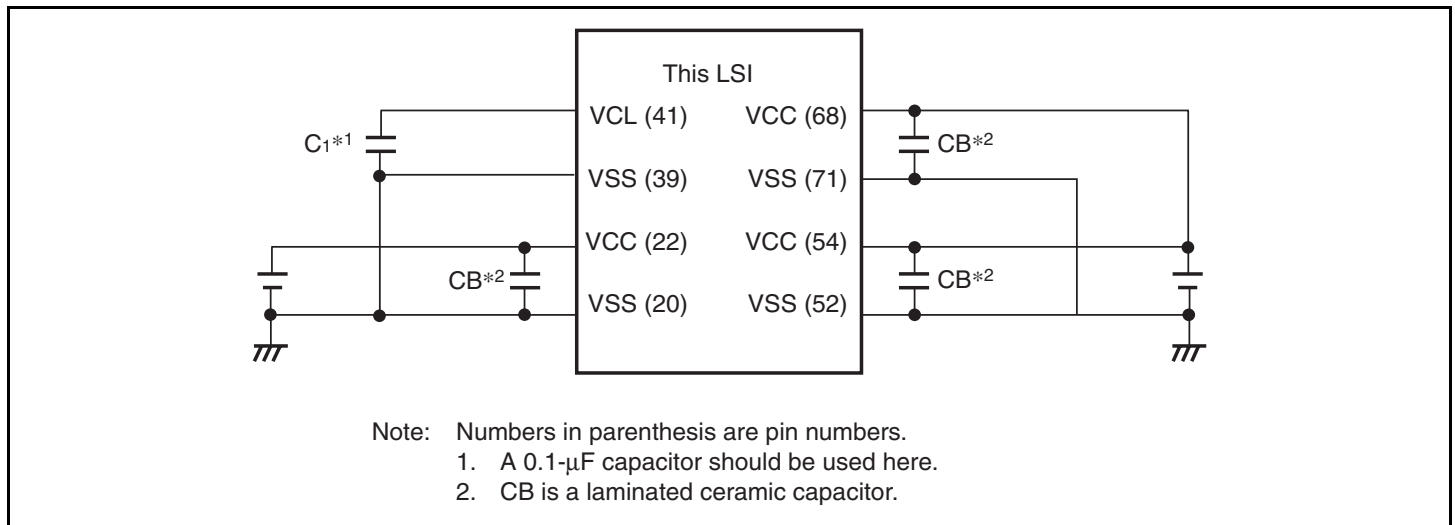 This LSI
VCL (41) VCC (68)
C1*1 CB*2
VSS (39) VSS (71)
VCC (22) VCC (54)
CB*2 CB*2
VSS (20) VSS (52)
Note: Numbers in parenthesis are pin numbers.
1. A 0.1-μF capacitor should be used here.
2. CB is a laminated ceramic capacitor.